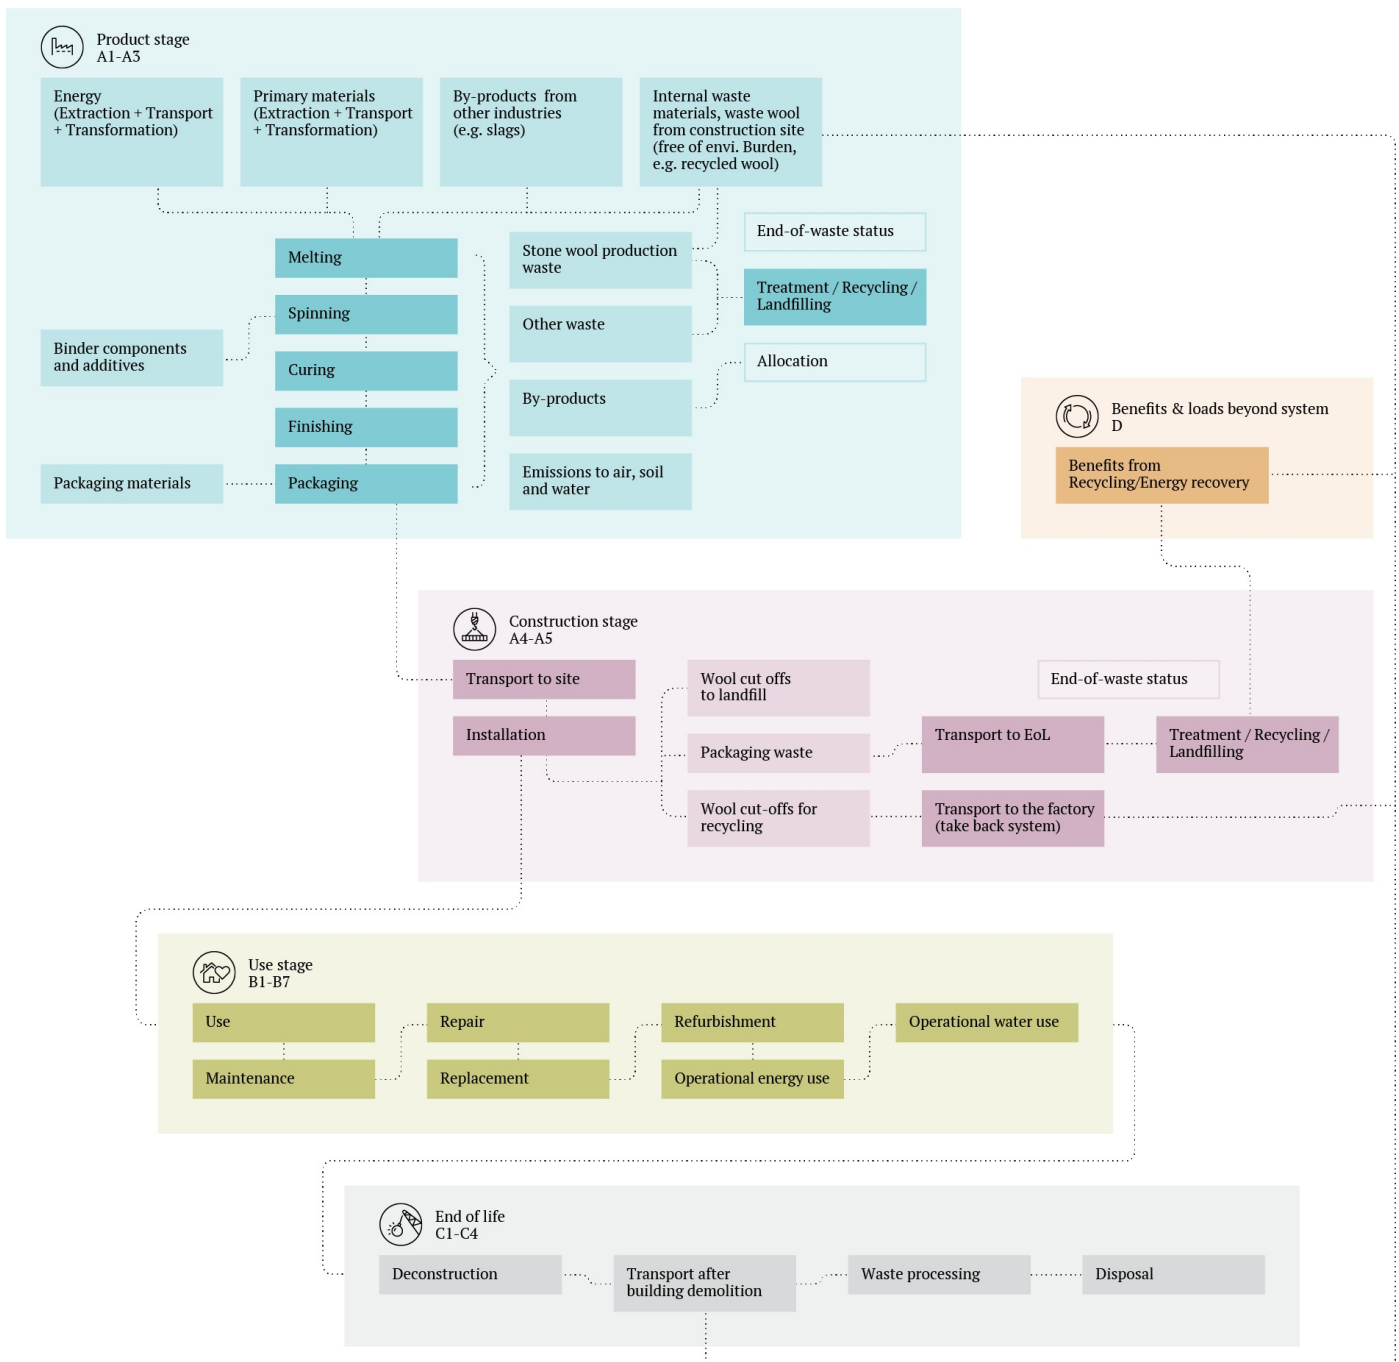 Product stage
A1-A3
Energy
(Extraction + Transport
+ Transformation)
Primary materials
(Extraction + Transport
+ Transformation)
By-products from
other industries
(e.g. slags)
Internal waste
materials, waste wool
from construction site
(free of envi. Burden,
e.g. recycled wool)
Melting
Spinning
Curing
Finishing
Packaging
Binder components
and additives
Packaging materials
Stone wool production
waste
Other waste
By-products
Emissions to air, soil
and water
End-of-waste status
Treatment / Recycling /
Landfilling
Allocation
Benefits & loads beyond system
D
Benefits from
Recycling/Energy recovery
Construction stage
A4-A5
Transport to site
Installation
Wool cut offs
to landfill
Packaging waste
Wool cut-offs for
recycling
End-of-waste status
Transport to EoL
Treatment / Recycling /
Landfilling
Transport to the factory
(take back system)
Use stage
B1-B7
Use
Maintenance
Repair
Replacement
Refurbishment
Operational energy use
Operational water use
End of life
C1-C4
Deconstruction
Transport after
building demolition
Waste processing
Disposal